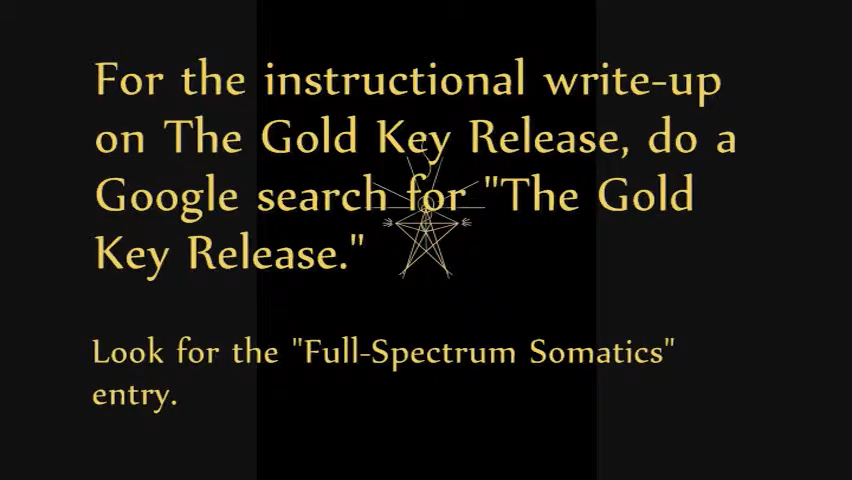 For the instructional write-up
on The Gold Key Release, do a
Google search for "The Gold
Key Release."
Look for the "Full-Spectrum Somatics"
entry.